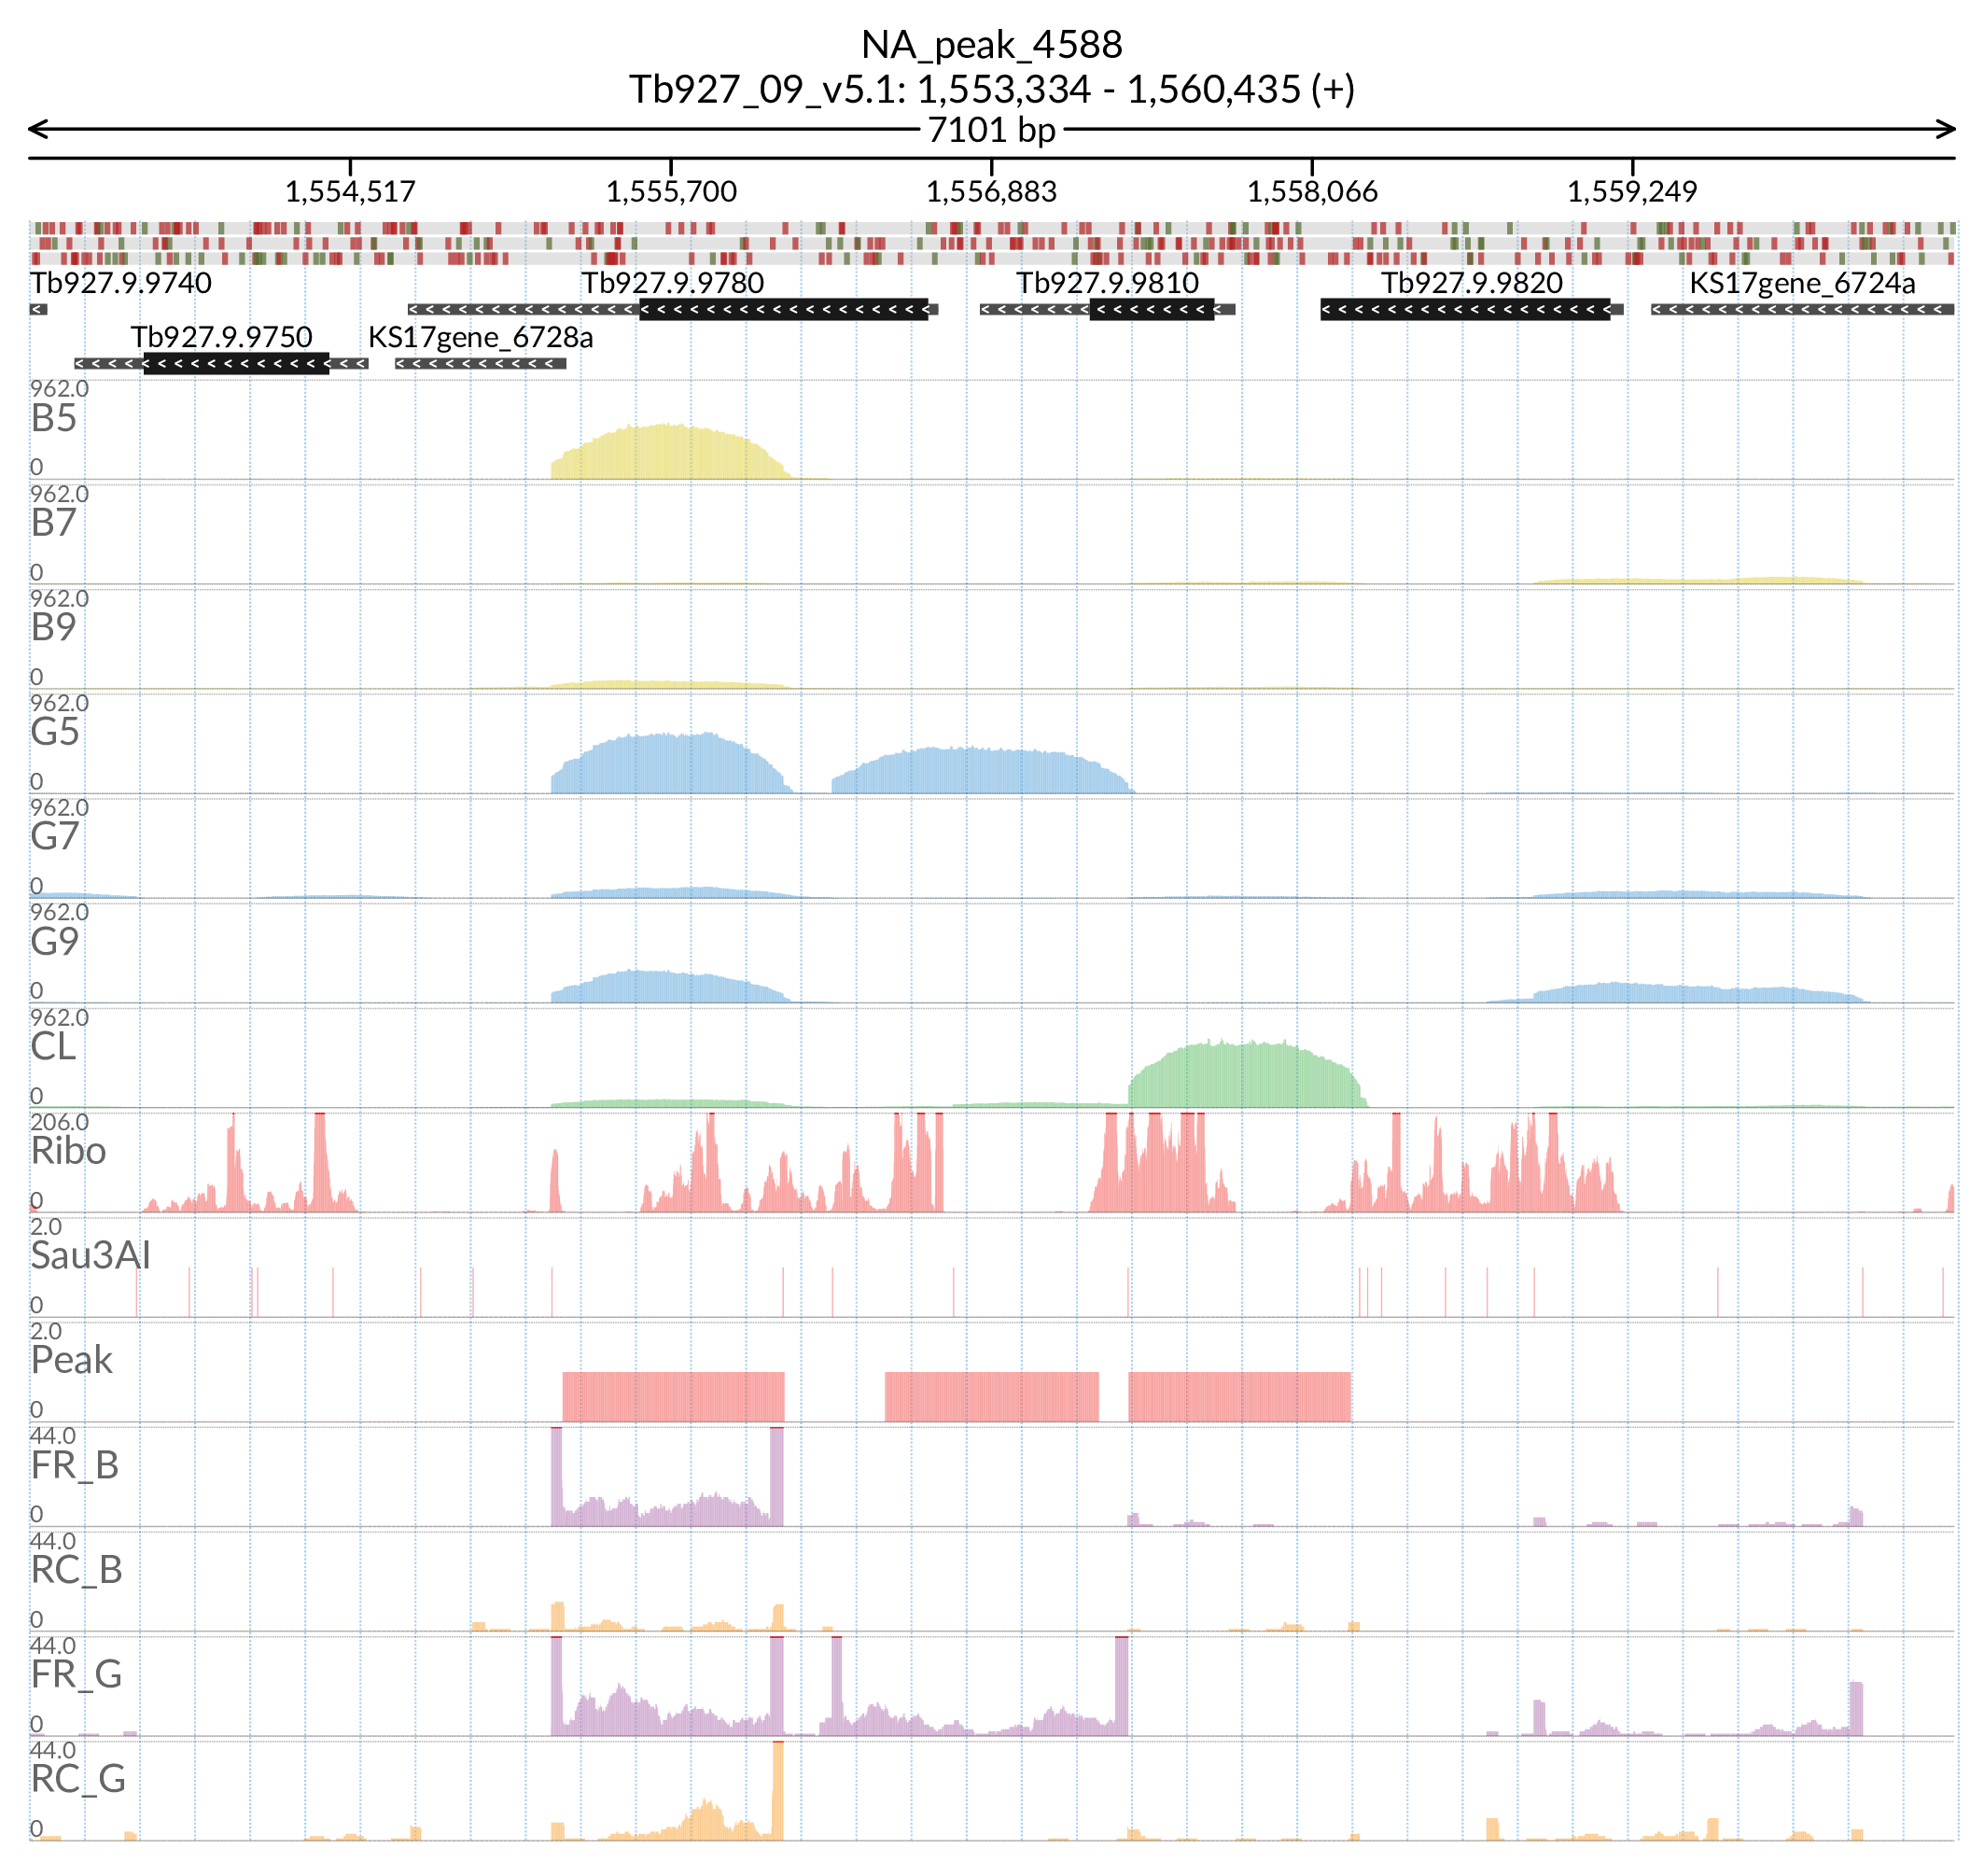 NA_peak_4588
Tb927_09_v5.1: 1,553,334 - 1,560,435 (+)
7101 bp
1,554,517 1,555,700 1,556,883 1,558,066 1,559,249
Tb927.9.9740 Tb927.9.9780 Tb927.9.9810 Tb927.9.9820 KS17gene_6724a
Tb927.9.9750 KS17gene_6728a
962.0
B5
0
962.0
B7
0
962.0
B9
0
962.0
G5
0
962.0
G7
0
962.0
G9
0
962.0
CL
0
206.0
Ribo
0
2.0
Sau3AI
0
2.0
Peak
0
44.0
FR_B
0
44.0
RC_B
0
44.0
FR_G
0
44.0
RC_G
0